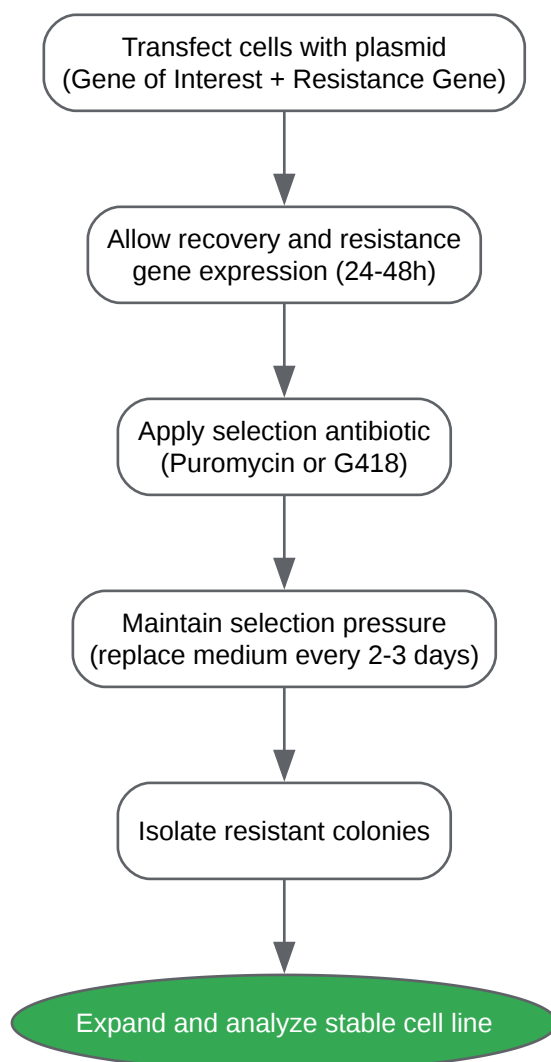 Transfect cells with plasmid
(Gene of Interest + Resistance Gene)
Allow recovery and resistance
gene expression (24-48h)
Apply selection antibiotic
(Puromycin or G418)
Maintain selection pressure
(replace medium every 2-3 days)
Isolate resistant colonies
Expand and analyze stable cell line